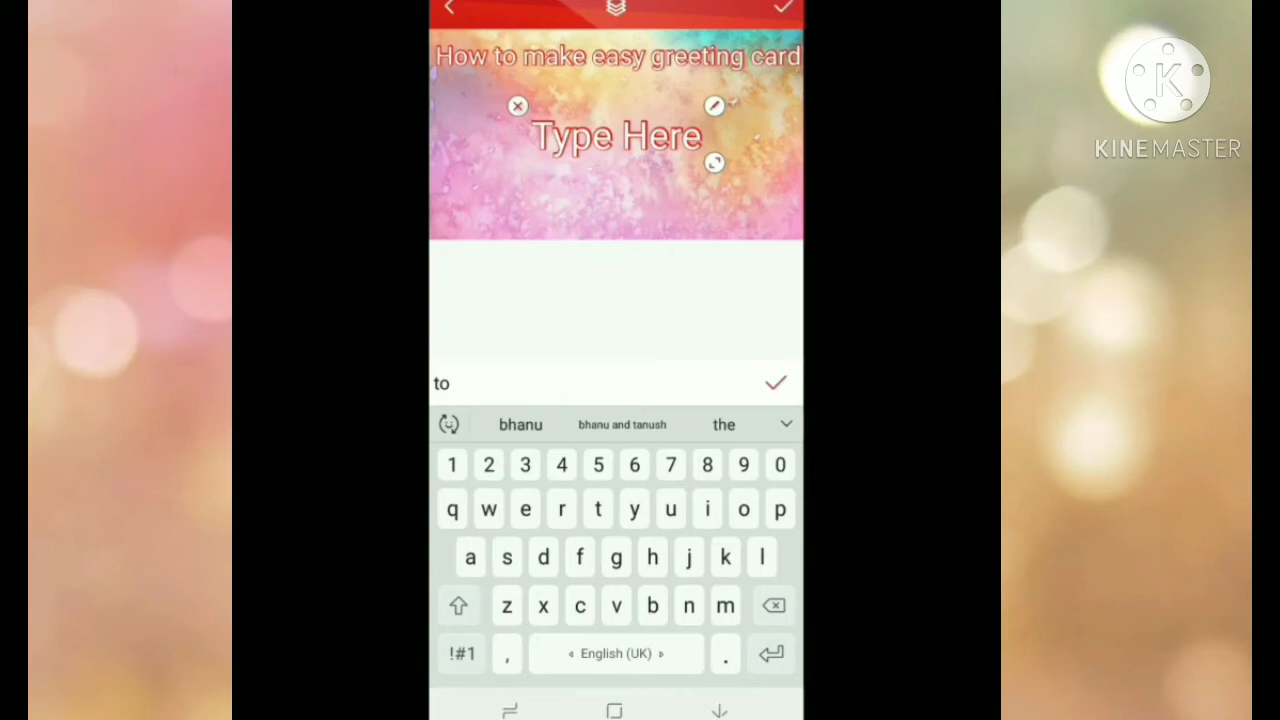 How to make easy greeting card
Type Here
K
KINEMASTER
to
bhanu bhanu and tanush the
1 2 3 4 5 6 7 8 9 0
q w e r t y u i o p
a s d f g h j k l
z x c v b n m
!#1 , English (UK) .